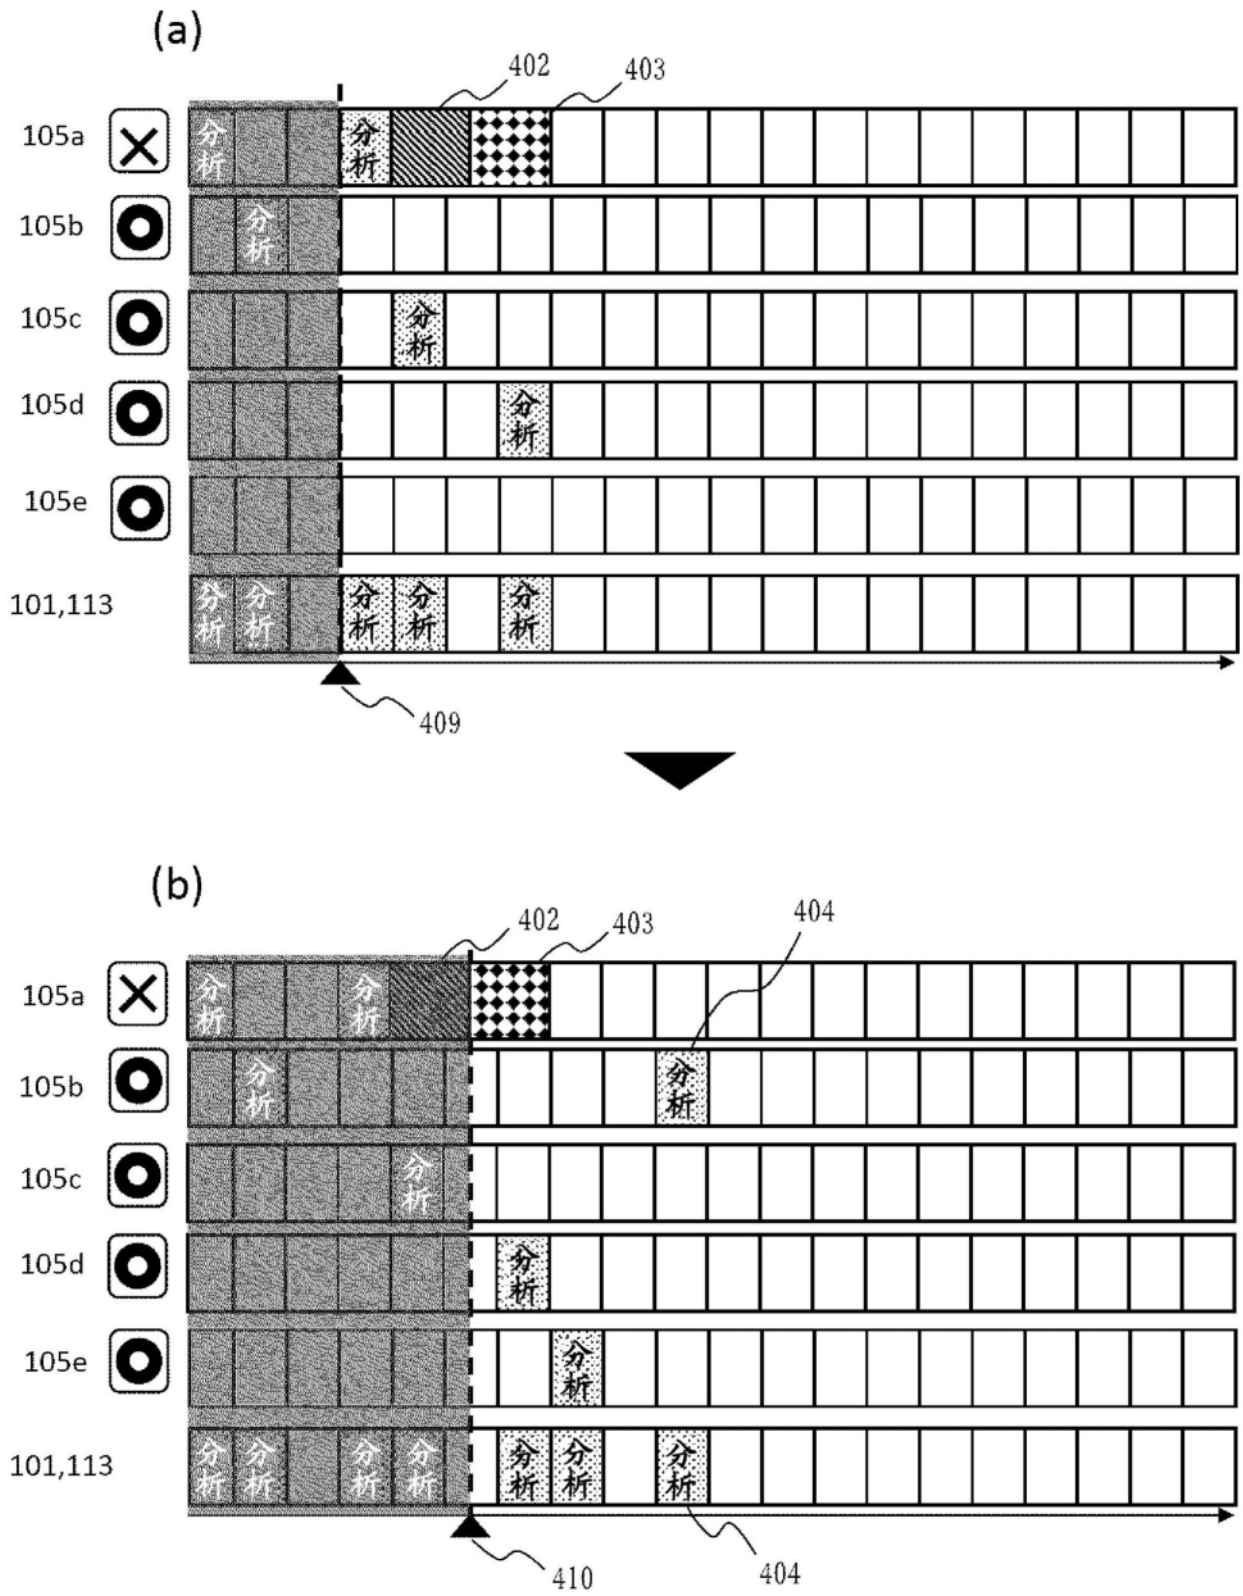 (a)
402 403
105a 分析 分析
105b 分析
105c 分析
105d 分析
105e
101,113 分析 分析 分析 分析 分析
409
(b)
402 403 404
105a 分析 分析
105b 分析 分析
105c 分析
105d 分析
105e 分析
101,113 分析 分析 分析 分析 分析 分析 分析
410 404